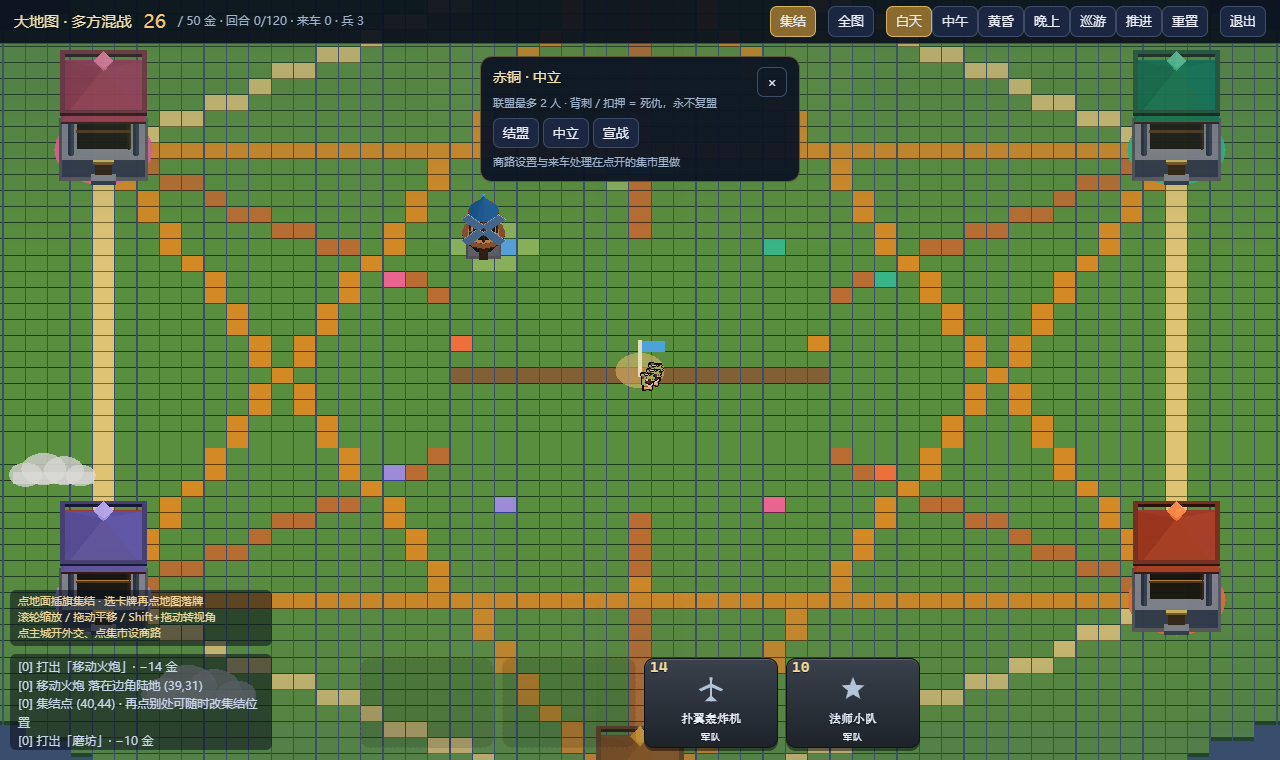 大地图 · 多方混战 26 / 50 金 · 回合 0/120 · 来车 0 · 兵 3
集结 全图 白天 中午 黄昏 晚上 巡游 推进 重置 退出
赤铜 · 中立 ×
联盟最多 2 人 · 背刺 / 扣押 = 死仇，永不复盟
结盟 中立 宣战
商路设置与来车处理在点开的集市里做
点地面插旗集结 · 选卡牌再点地图落牌
滚轮缩放 / 拖动平移 / Shift+拖动转视角
点主城开外交、点集市设商路
[0] 打出「移动火炮」· −14 金
[0] 移动火炮 落在边角陆地 (39,31)
[0] 集结点 (40,44) · 再点别处可随时改集结位
置
[0] 打出「磨坊」· −10 金
14
扑翼轰炸机
军队
10
法师小队
军队